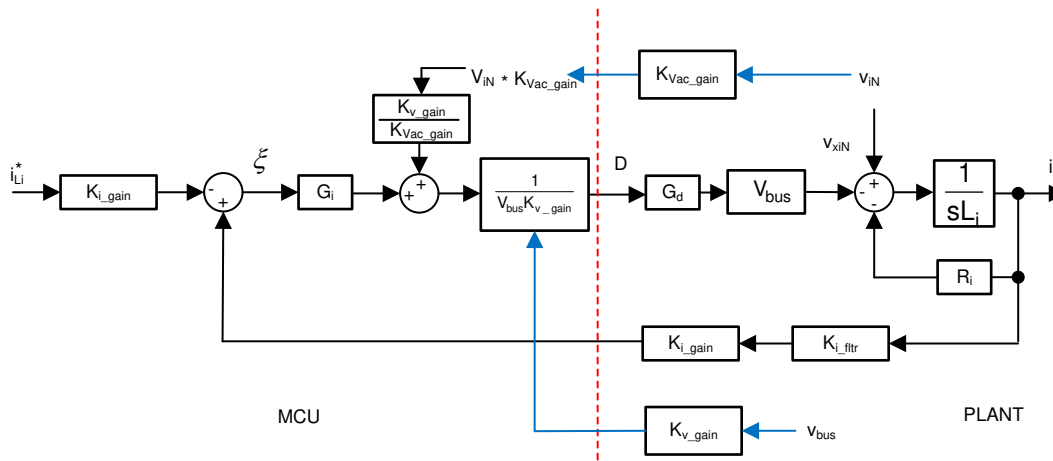 V_iN * K_Vac_gain
K_Vac_gain
v_iN
K_v_gain
K_Vac_gain
v_xiN
i*_Li
K_i_gain
-
+
ξ
G_i
+
+
1
V_bus K_v_gain
D
G_d
V_bus
-
+
-
1
sL_i
i
R_i
K_i_gain
K_i_fltr
MCU
PLANT
K_v_gain
v_bus